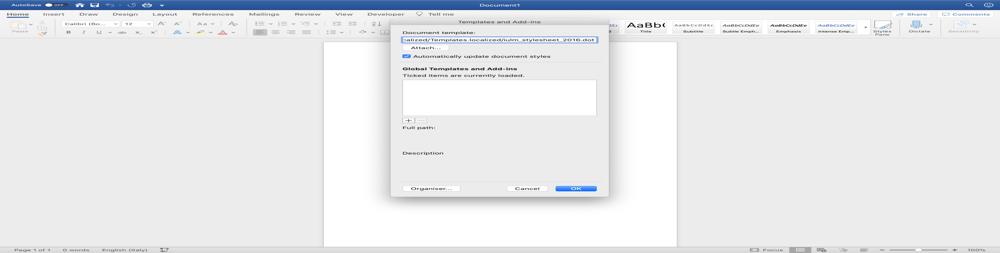 AutoSave OFF Document1
Home Insert Draw Design Layout References Mailings Review View Developer Tell me Share Comments
Templates and Add-ins
Paste Calibri (Bo... 12 Aa
AaBb( AaBbCcDdEe AaBbCcDdEe AaBbCcDdEe AaBbCcDdEe
Title Subtitle Subtle Emph... Emphasis Intense Emp... Styles Pane Dictate Sensitivity
Document template:
calized/Templates.localized/iulm_stylesheet_2016.dot
Attach...
Automatically update document styles
Global Templates and Add-ins
Ticked items are currently loaded.
Full path:
Description
Organiser... Cancel OK
Page 1 of 1 0 words English (Italy) Focus 100%